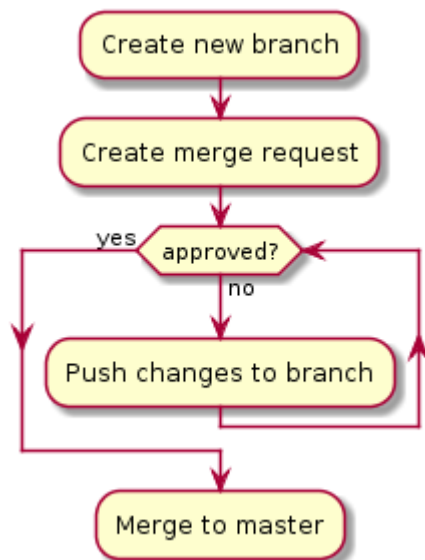 Create new branch
Create merge request
yes
approved?
no
Push changes to branch
Merge to master